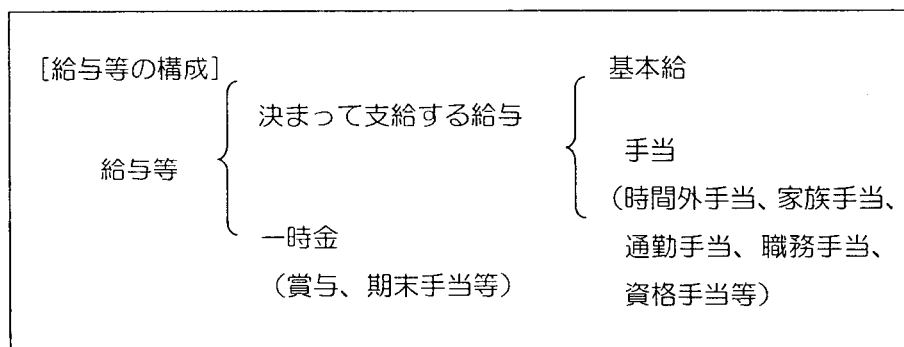 [給与等の構成]
給与等
決まって支給する給与
一時金
（賞与、期末手当等）
基本給
手当
（時間外手当、家族手当、
通勤手当、職務手当、
資格手当等）